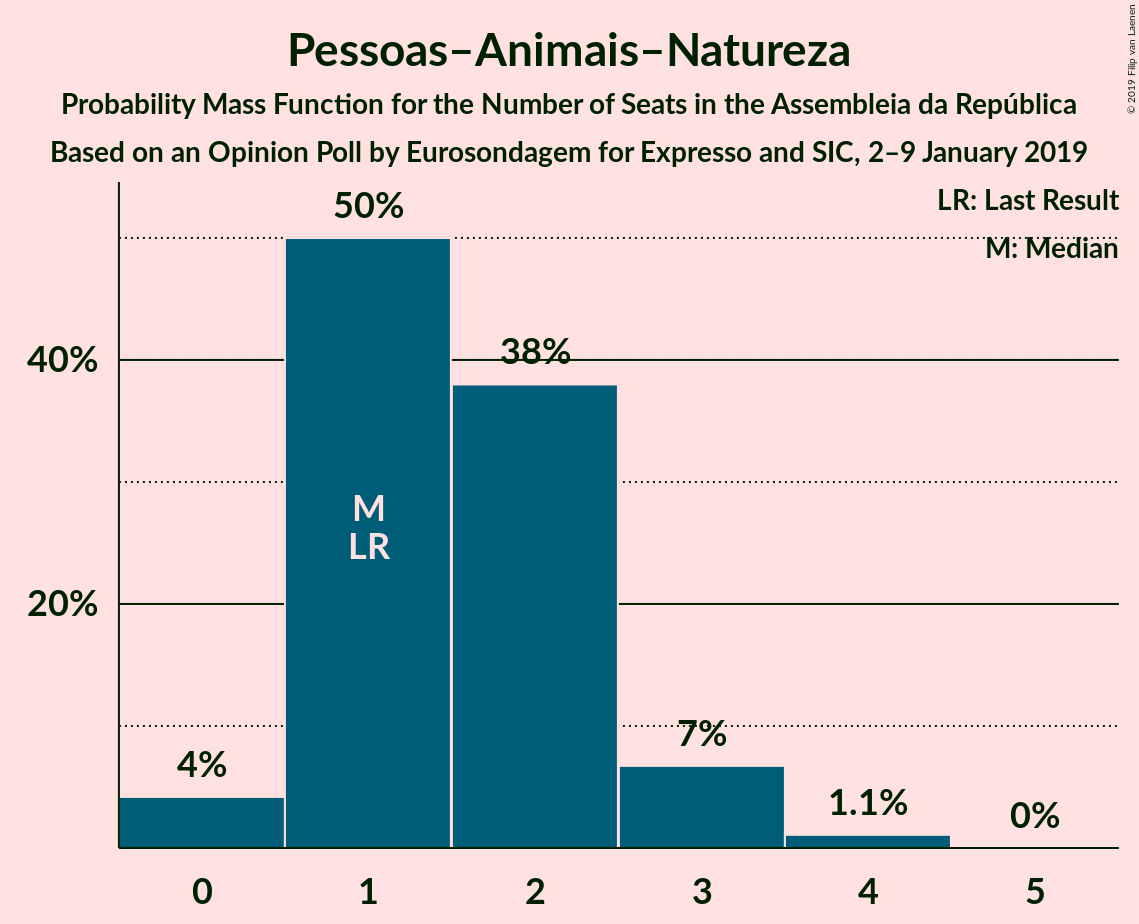 Pessoas–Animais–Natureza
Probability Mass Function for the Number of Seats in the Assembleia da República
Based on an Opinion Poll by Eurosondagem for Expresso and SIC, 2–9 January 2019
© 2019 Filip van Laenen
LR: Last Result
M: Median
50%
38%
40%
M
LR
20%
7%
4%
1.1%
0%
0 1 2 3 4 5